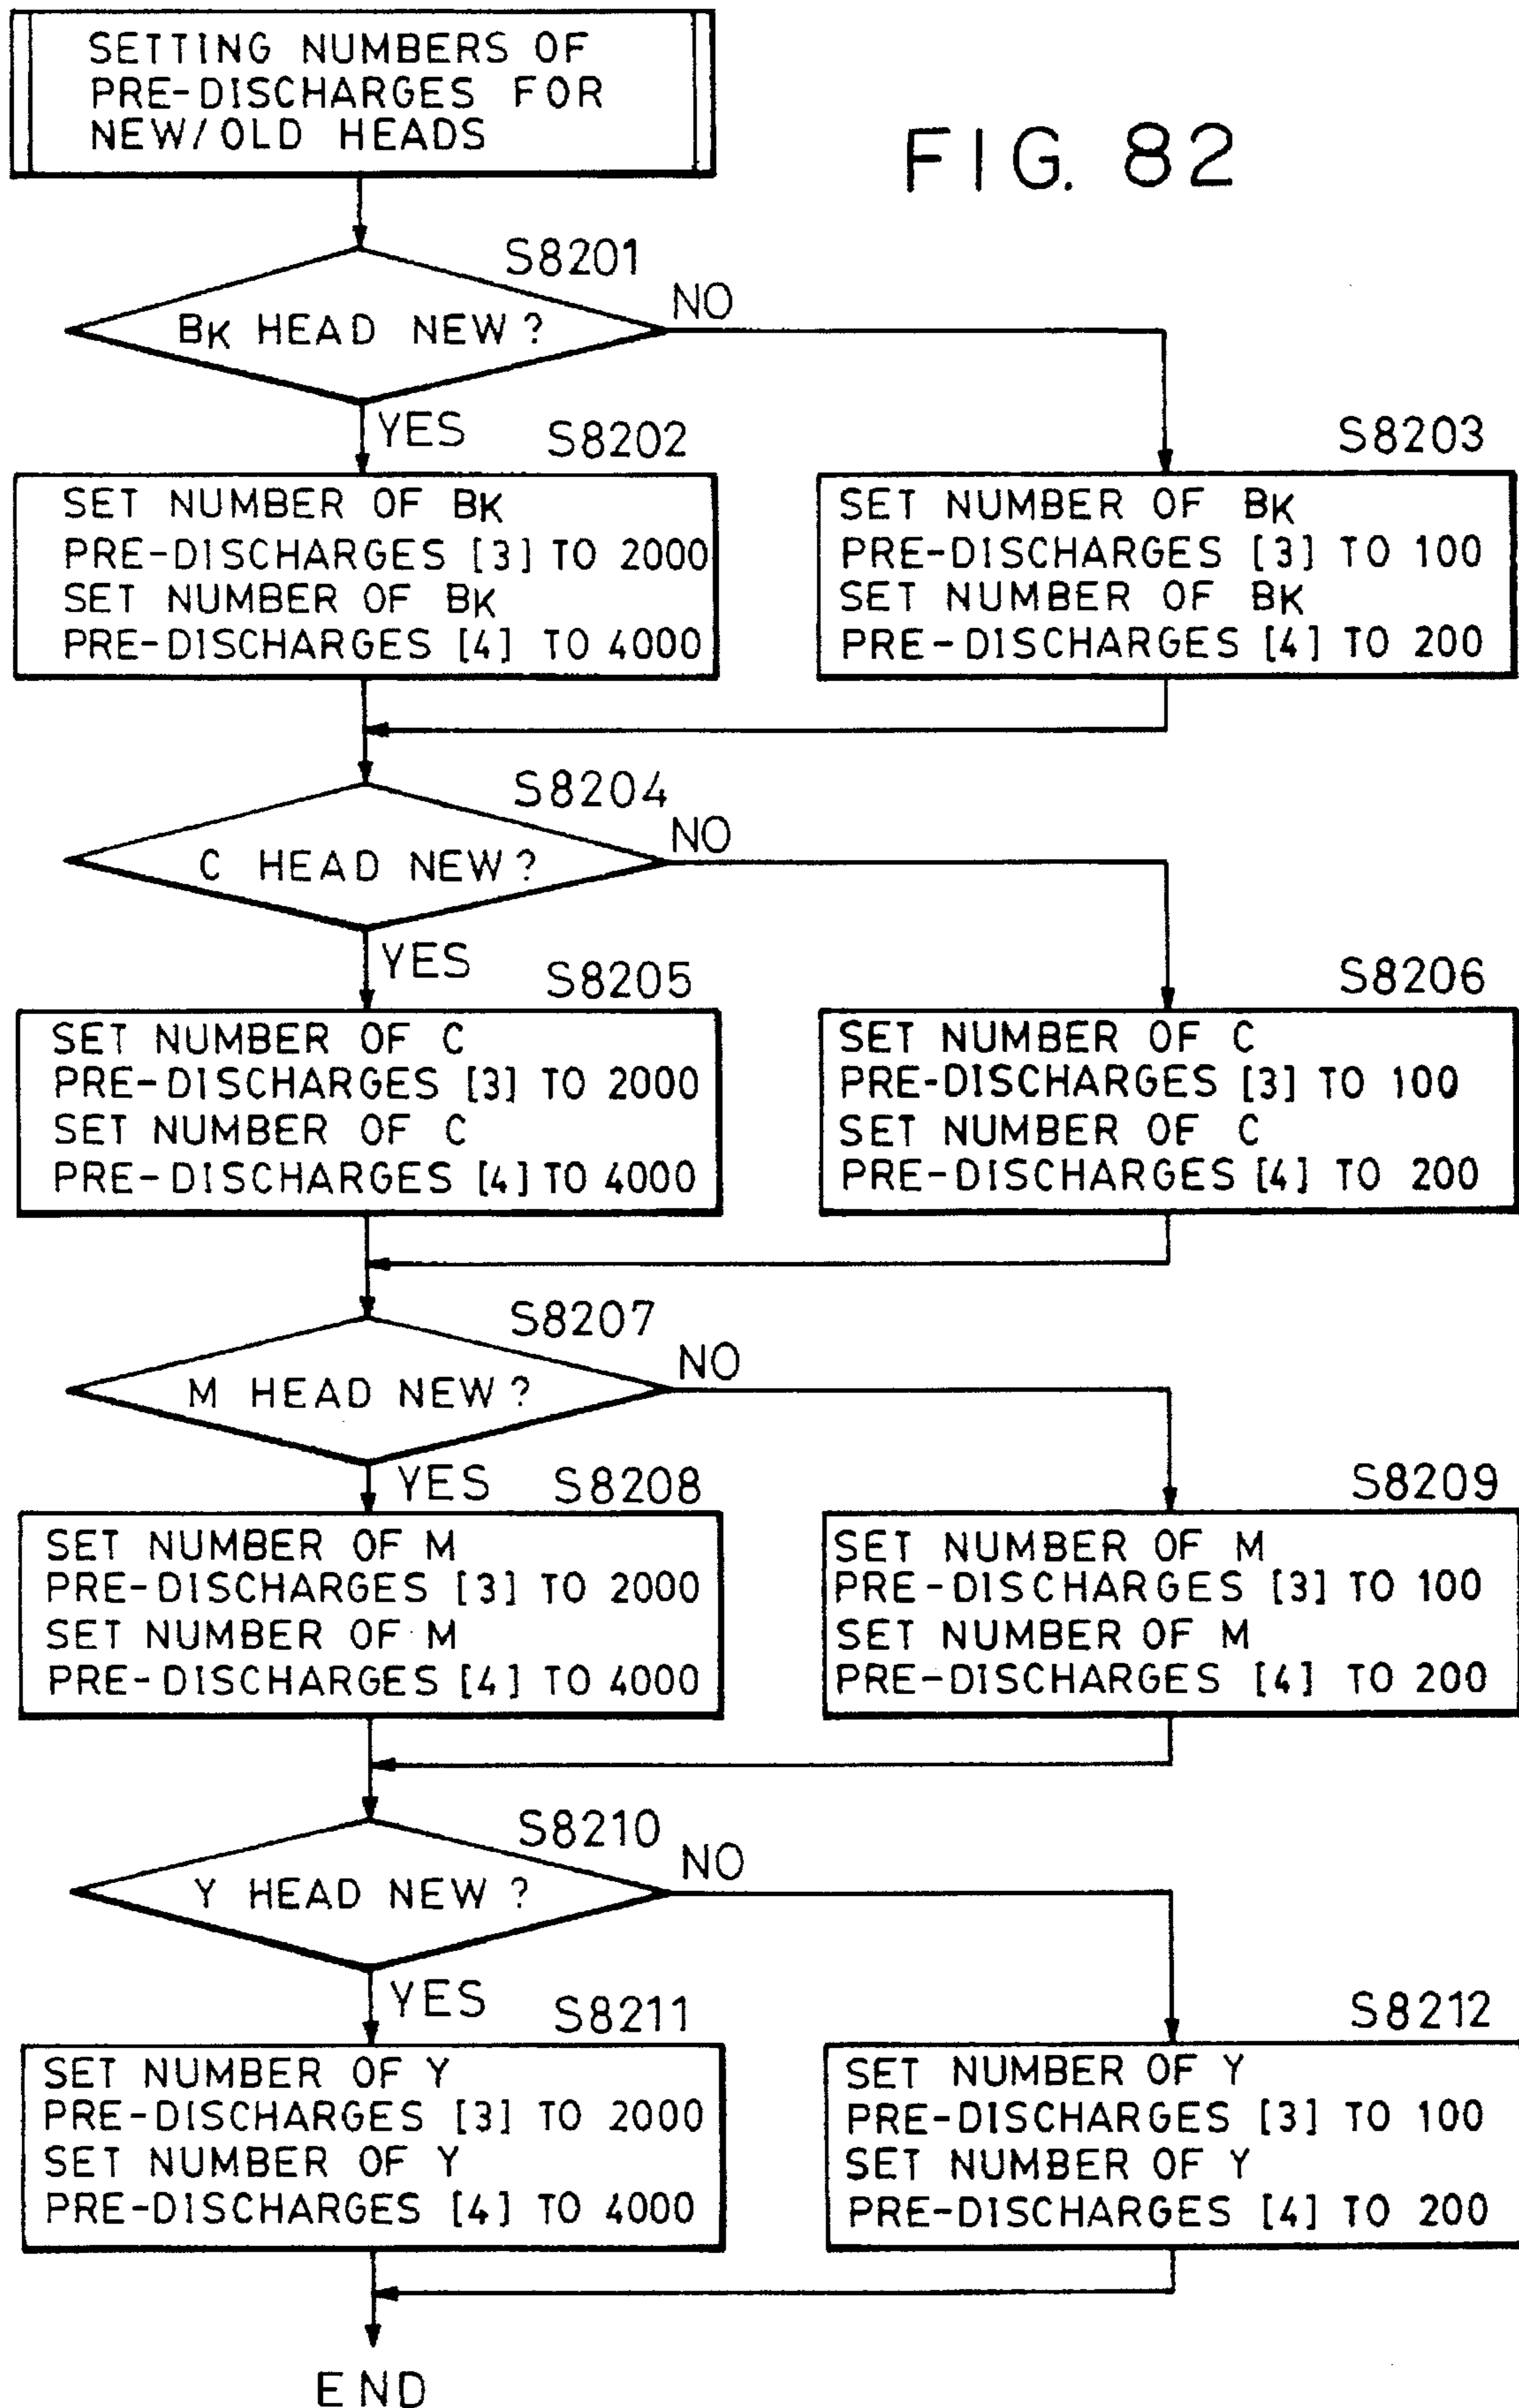 SETTING NUMBERS OF
PRE-DISCHARGES FOR
NEW/OLD HEADS
FIG. 82
S8201
BK HEAD NEW?
NO
YES
S8202
SET NUMBER OF BK
PRE-DISCHARGES [3] TO 2000
SET NUMBER OF BK
PRE-DISCHARGES [4] TO 4000
S8203
SET NUMBER OF BK
PRE-DISCHARGES [3] TO 100
SET NUMBER OF BK
PRE-DISCHARGES [4] TO 200
S8204
C HEAD NEW?
NO
YES
S8205
SET NUMBER OF C
PRE-DISCHARGES [3] TO 2000
SET NUMBER OF C
PRE-DISCHARGES [4] TO 4000
S8206
SET NUMBER OF C
PRE-DISCHARGES [3] TO 100
SET NUMBER OF C
PRE-DISCHARGES [4] TO 200
S8207
M HEAD NEW?
NO
YES
S8208
SET NUMBER OF M
PRE-DISCHARGES [3] TO 2000
SET NUMBER OF M
PRE-DISCHARGES [4] TO 4000
S8209
SET NUMBER OF M
PRE-DISCHARGES [3] TO 100
SET NUMBER OF M
PRE-DISCHARGES [4] TO 200
S8210
Y HEAD NEW?
NO
YES
S8211
SET NUMBER OF Y
PRE-DISCHARGES [3] TO 2000
SET NUMBER OF Y
PRE-DISCHARGES [4] TO 4000
S8212
SET NUMBER OF Y
PRE-DISCHARGES [3] TO 100
SET NUMBER OF Y
PRE-DISCHARGES [4] TO 200
END